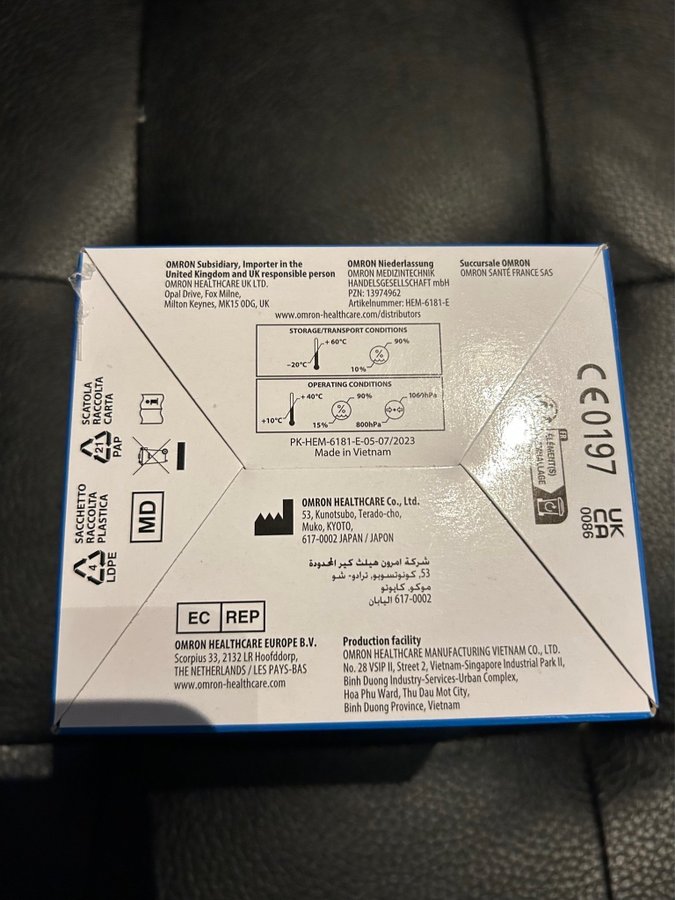 OMRON Subsidiary, Importer in the
United Kingdom and UK responsible person
OMRON HEALTHCARE UK LTD.
Opal Drive, Fox Milne,
Milton Keynes, MK15 0DG, UK
OMRON Niederlassung
OMRON MEDIZINTECHNIK
HANDELSGESELLSCHAFT mbH
PZN: 13974962
Artikelnummer: HEM-6181-E
Succursale OMRON
OMRON SANTÉ FRANCE SAS
www.omron-healthcare.com/distributors
STORAGE/TRANSPORT CONDITIONS
-20°C
+60°C
10%
%
90%
OPERATING CONDITIONS
+10°C
+40°C
15%
%
90%
800hPa
1060hPa
PK-HEM-6181-E-05-07/2023
Made in Vietnam
SCATOLA
RACCOLTA
CARTA
21
PAP
SACCHETTO
RACCOLTA
PLASTICA
4
LDPE
i
MD
OMRON HEALTHCARE Co., Ltd.
53, Kunotsubo, Terado-cho,
Muko, KYOTO,
617-0002 JAPAN / JAPON
شركة امرون هيلث كير المحدودة
53, كونوتسوبو, ترادو- شو
موكو, كايوتو
617-0002 اليابان
EC REP
OMRON HEALTHCARE EUROPE B.V.
Scorpius 33, 2132 LR Hoofddorp,
THE NETHERLANDS / LES PAYS-BAS
www.omron-healthcare.com
Production facility
OMRON HEALTHCARE MANUFACTURING VIETNAM CO., LTD.
No. 28 VSIP II, Street 2, Vietnam-Singapore Industrial Park II,
Binh Duong Industry-Services-Urban Complex,
Hoa Phu Ward, Thu Dau Mot City,
Binh Duong Province, Vietnam
CE 0197
FR
ÉLÉMENT(S)
UK
CA
0086